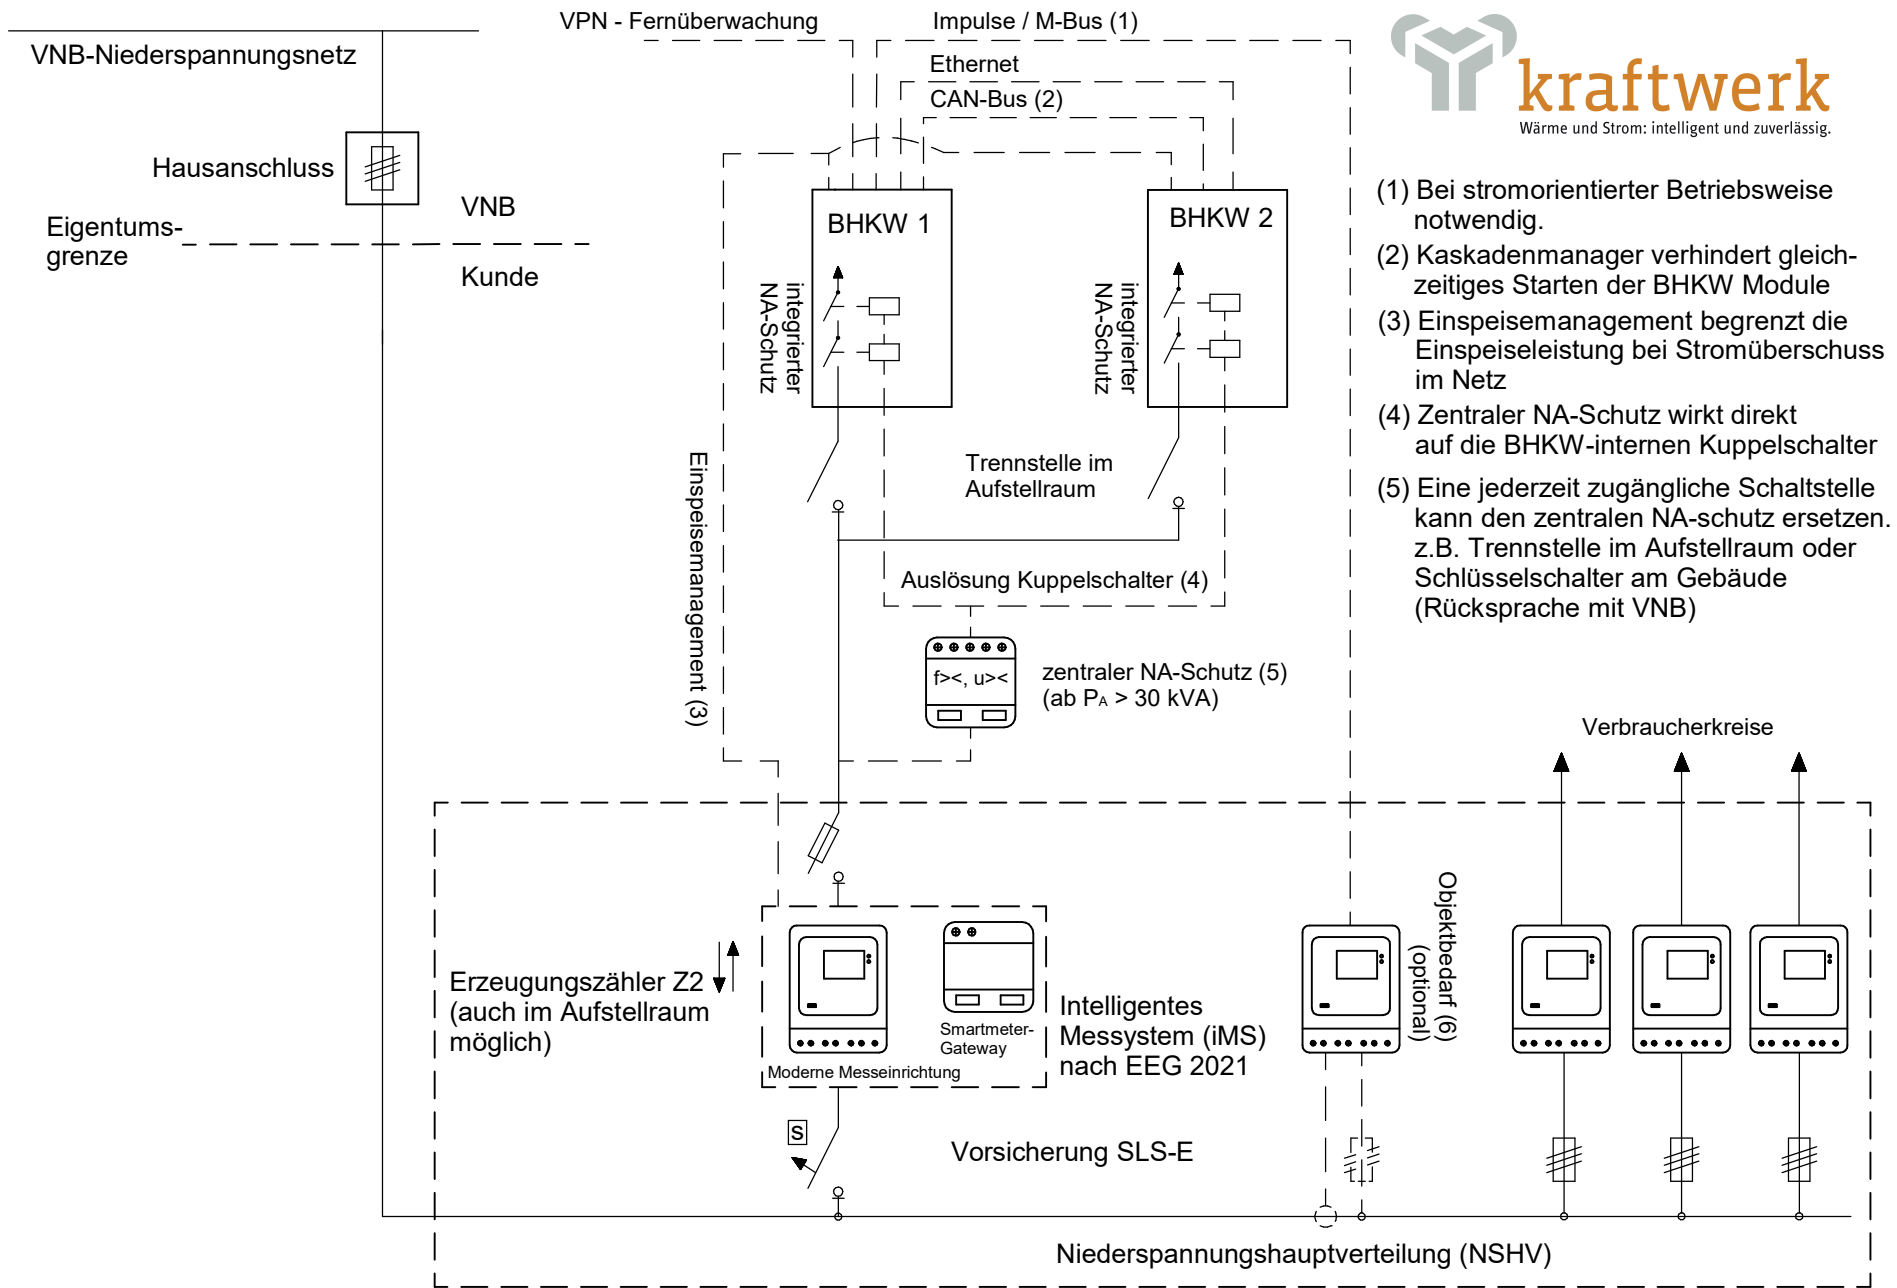 VPN - Fernüberwachung
Impulse / M-Bus (1)
VNB-Niederspannungsnetz
Ethernet
CAN-Bus (2)
kraftwerk
Wärme und Strom: intelligent und zuverlässig.
Hausanschluss
VNB
Eigentums-
grenze
Kunde
BHKW 1
integrierter
NA-Schutz
BHKW 2
integrierter
NA-Schutz
(1) Bei stromorientierter Betriebsweise
notwendig.
(2) Kaskadenmanager verhindert gleich-
zeitiges Starten der BHKW Module
(3) Einspeisemanagement begrenzt die
Einspeiseleistung bei Stromüberschuss
im Netz
(4) Zentraler NA-Schutz wirkt direkt
auf die BHKW-internen Kuppelschalter
(5) Eine jederzeit zugängliche Schaltstelle
kann den zentralen NA-schutz ersetzen.
z.B. Trennstelle im Aufstellraum oder
Schlüsselschalter am Gebäude
(Rücksprache mit VNB)
Einspeisemanagement (3)
Trennstelle im
Aufstellraum
Auslösung Kuppelschalter (4)
f><, u><
zentraler NA-Schutz (5)
(ab PA > 30 kVA)
Verbraucherkreise
Erzeugungszähler Z2
(auch im Aufstellraum
möglich)
Smartmeter-
Gateway
Moderne Messeinrichtung
Intelligentes
Messystem (iMS)
nach EEG 2021
Objektbedarf (6)
(optional)
S
Vorsicherung SLS-E
Niederspannungshauptverteilung (NSHV)